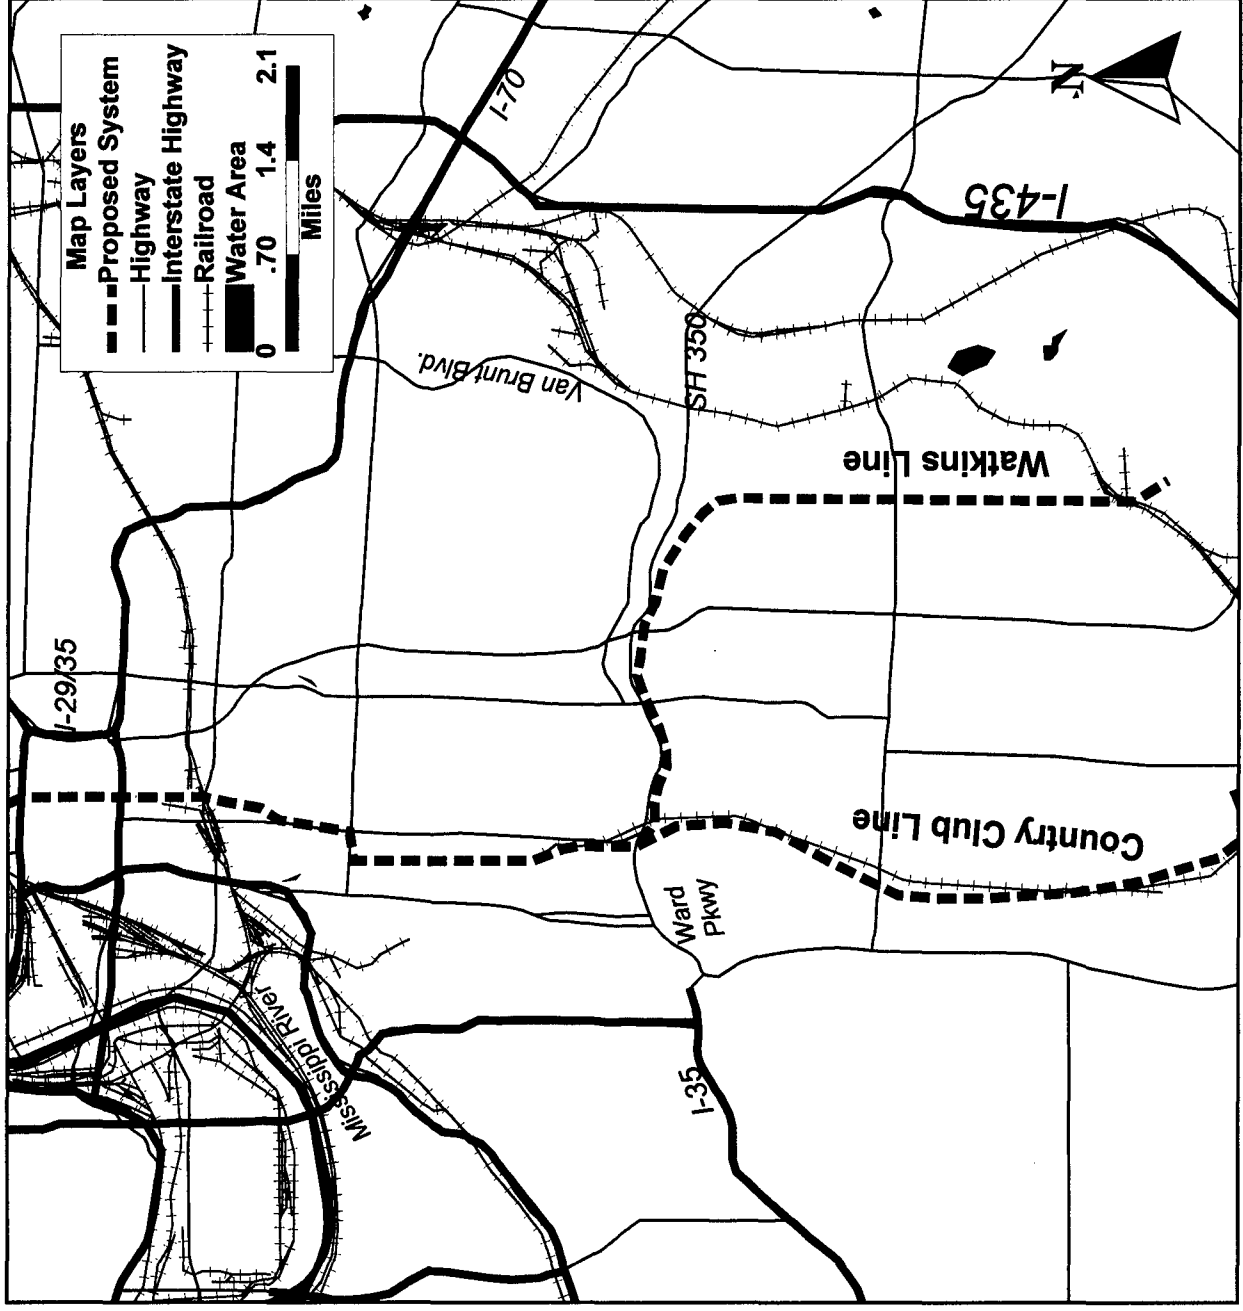 Map Layers
Proposed System
Highway
Interstate Highway
Railroad
Water Area
0 .70 1.4 2.1
Miles
N
I-70
I-435
Van Brunt Blvd.
SH 350
Watkins Line
I-29/35
Country Club Line
Ward
Pkwy
Mississippi River
I-35